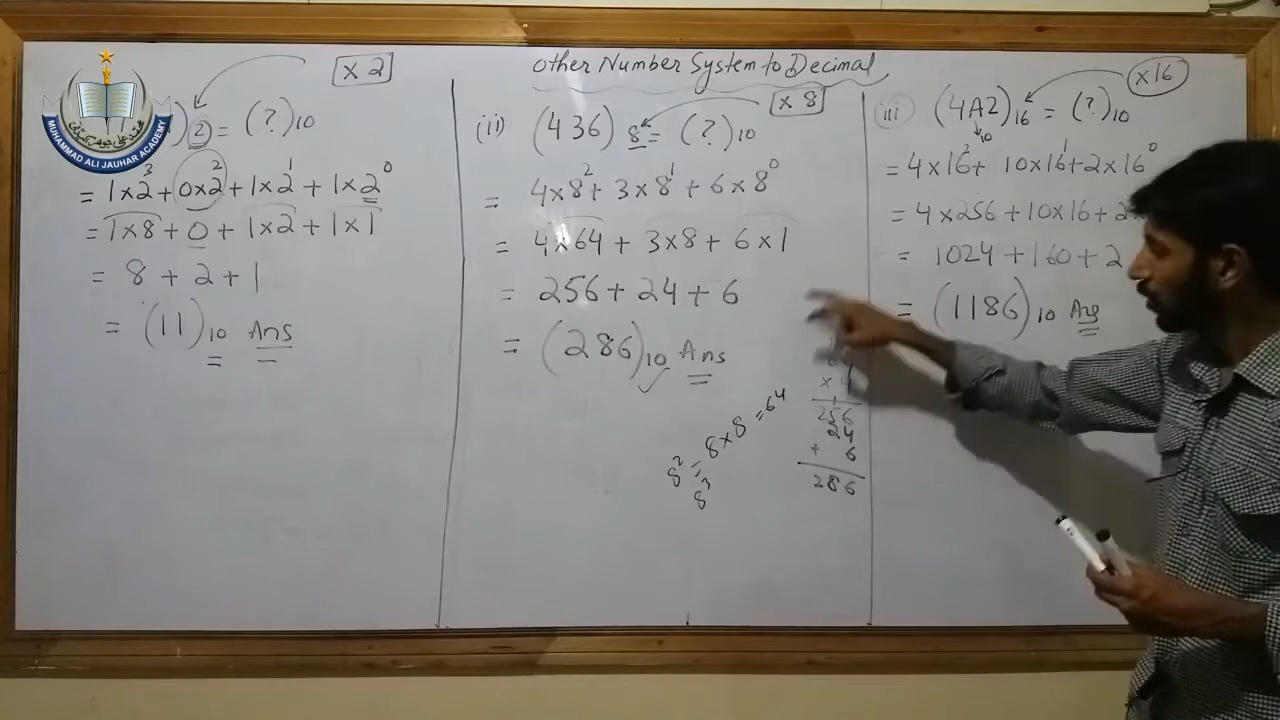 Other Number System to Decimal
MUHAMMAD ALI JAUHAR ACADEMY
× 2
)₂ = (?)₁₀
= 1×2³ + 0×2² + 1×2¹ + 1×2⁰
= 1×8 + 0 + 1×2 + 1×1
= 8 + 2 + 1
= (11)₁₀ Ans
× 8
(ii) (436)₈ = (?)₁₀
= 4×8² + 3×8¹ + 6×8⁰
= 4×64 + 3×8 + 6×1
= 256 + 24 + 6
= (286)₁₀ Ans
8² = 8×8 = 64
8³
× 4
256
24
+ 6
286
×16
iii) (4A2)₁₆ = (?)₁₀
10
= 4×16² + 10×16¹ + 2×16⁰
= 4×256 + 10×16 + 2
= 1024 + 160 + 2
= (1186)₁₀ Ans